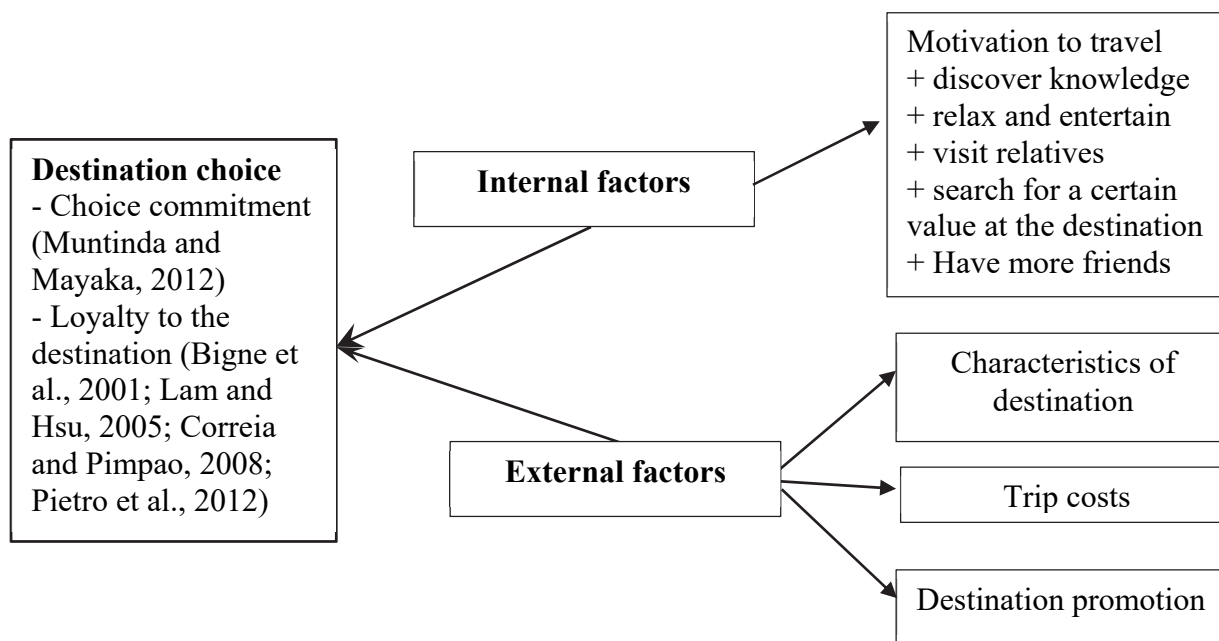 Destination choice
- Choice commitment
(Muntinda and
Mayaka, 2012)
- Loyalty to the
destination (Bigne et
al., 2001; Lam and
Hsu, 2005; Correia
and Pimpao, 2008;
Pietro et al., 2012)
Internal factors
External factors
Motivation to travel
+ discover knowledge
+ relax and entertain
+ visit relatives
+ search for a certain
value at the destination
+ Have more friends
Characteristics of
destination
Trip costs
Destination promotion